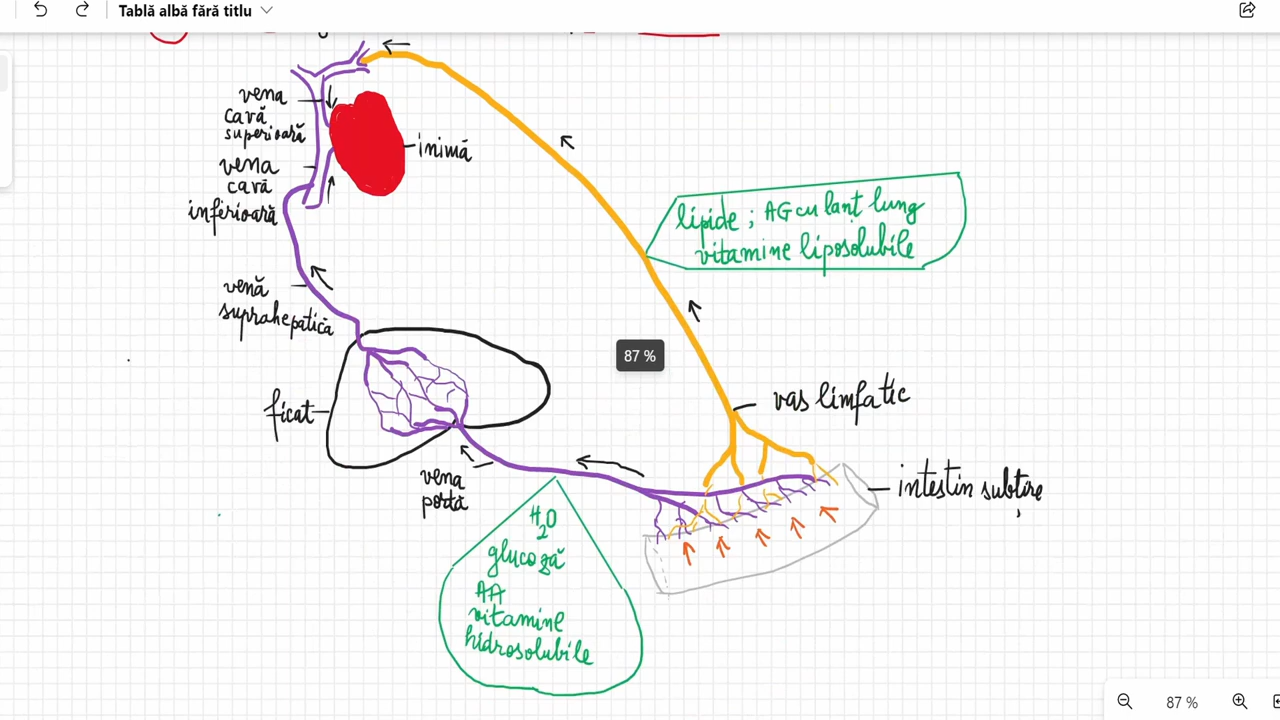 Tablă albă fără titlu
vena
cavă
superioară
inimă
vena
cavă
inferioară
lipide ; AG cu lanț lung
vitamine liposolubile
venă
suprahepatică
87 %
vas limfatic
ficat
vena
portă
intestin subțire
H2O
glucoză
AA
vitamine
hidrosolubile
87 %